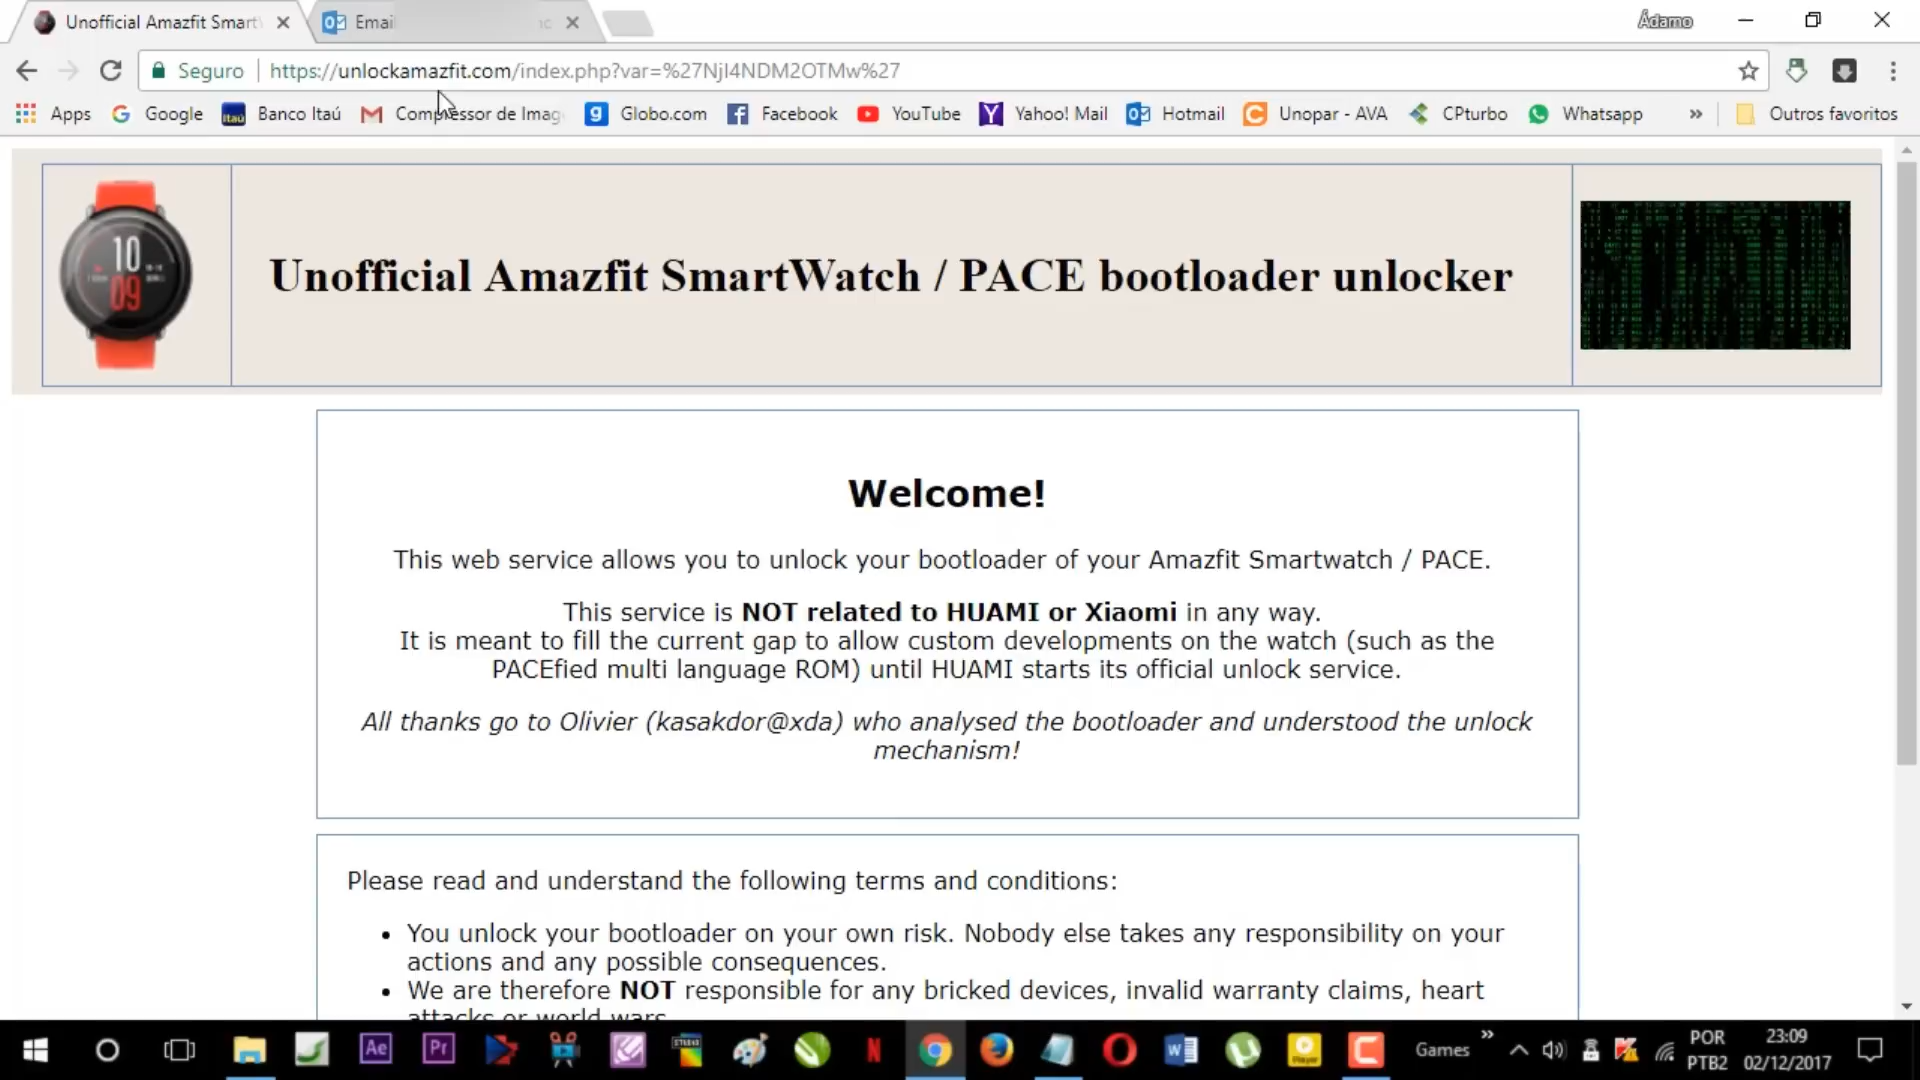 Unofficial Amazfit Smart
Emai
Ádamo
Seguro
https://unlockamazfit.com/index.php?var=%27NjI4NDM2OTMw%27
Apps
Google
Banco Itaú
Compressor de Imag
Globo.com
Facebook
YouTube
Yahoo! Mail
Hotmail
Unopar - AVA
CPturbo
Whatsapp
»
Outros favoritos
10
09
Unofficial Amazfit SmartWatch / PACE bootloader unlocker
Welcome!
This web service allows you to unlock your bootloader of your Amazfit Smartwatch / PACE.
This service is NOT related to HUAMI or Xiaomi in any way.
It is meant to fill the current gap to allow custom developments on the watch (such as the
PACEfied multi language ROM) until HUAMI starts its official unlock service.
All thanks go to Olivier (kasakdor@xda) who analysed the bootloader and understood the unlock
mechanism!
Please read and understand the following terms and conditions:
• You unlock your bootloader on your own risk. Nobody else takes any responsibility on your
actions and any possible consequences.
• We are therefore NOT responsible for any bricked devices, invalid warranty claims, heart
attacks or world wars.
Games
»
POR
PTB2
23:09
02/12/2017